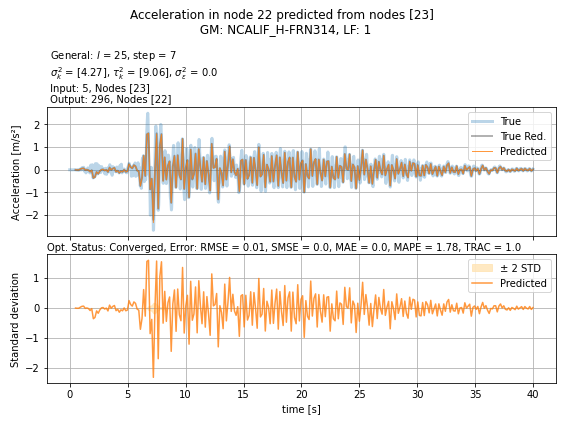 Acceleration in node 22 predicted from nodes [23]
GM: NCALIF_H-FRN314, LF: 1
General: l = 25, step = 7
σ²ₖ = [4.27], τ²ₖ = [9.06], σ²ε = 0.0
Input: 5, Nodes [23]
Output: 296, Nodes [22]
Acceleration [m/s²]
2
1
0
−1
−2
True
True Red.
Predicted
Opt. Status: Converged, Error: RMSE = 0.01, SMSE = 0.0, MAE = 0.0, MAPE = 1.78, TRAC = 1.0
Standard deviation
1
0
−1
−2
± 2 STD
Predicted
0 5 10 15 20 25 30 35 40
time [s]